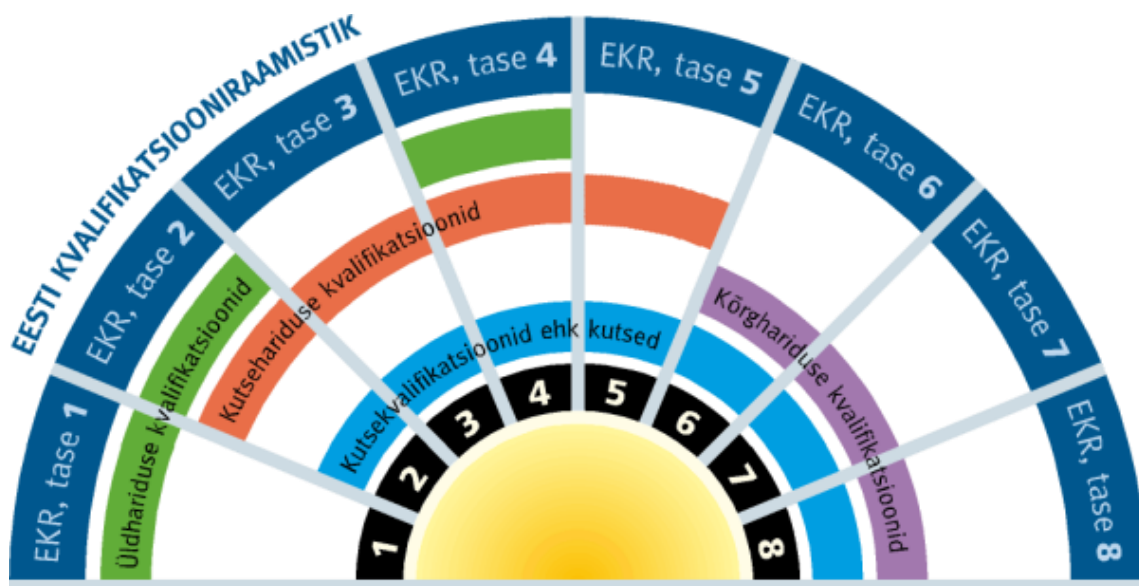 EESTI KVALIFIKATSIOONIRAAMISTIK
EKR, tase 1
EKR, tase 2
EKR, tase 3
EKR, tase 4
EKR, tase 5
EKR, tase 6
EKR, tase 7
EKR, tase 8
Üldhariduse kvalifikatsioonid
Kutsehariduse kvalifikatsioonid
Kutsekvalifikatsioonid ehk kutsed
Kõrghariduse kvalifikatsioonid
1
2
3
4
5
6
7
8